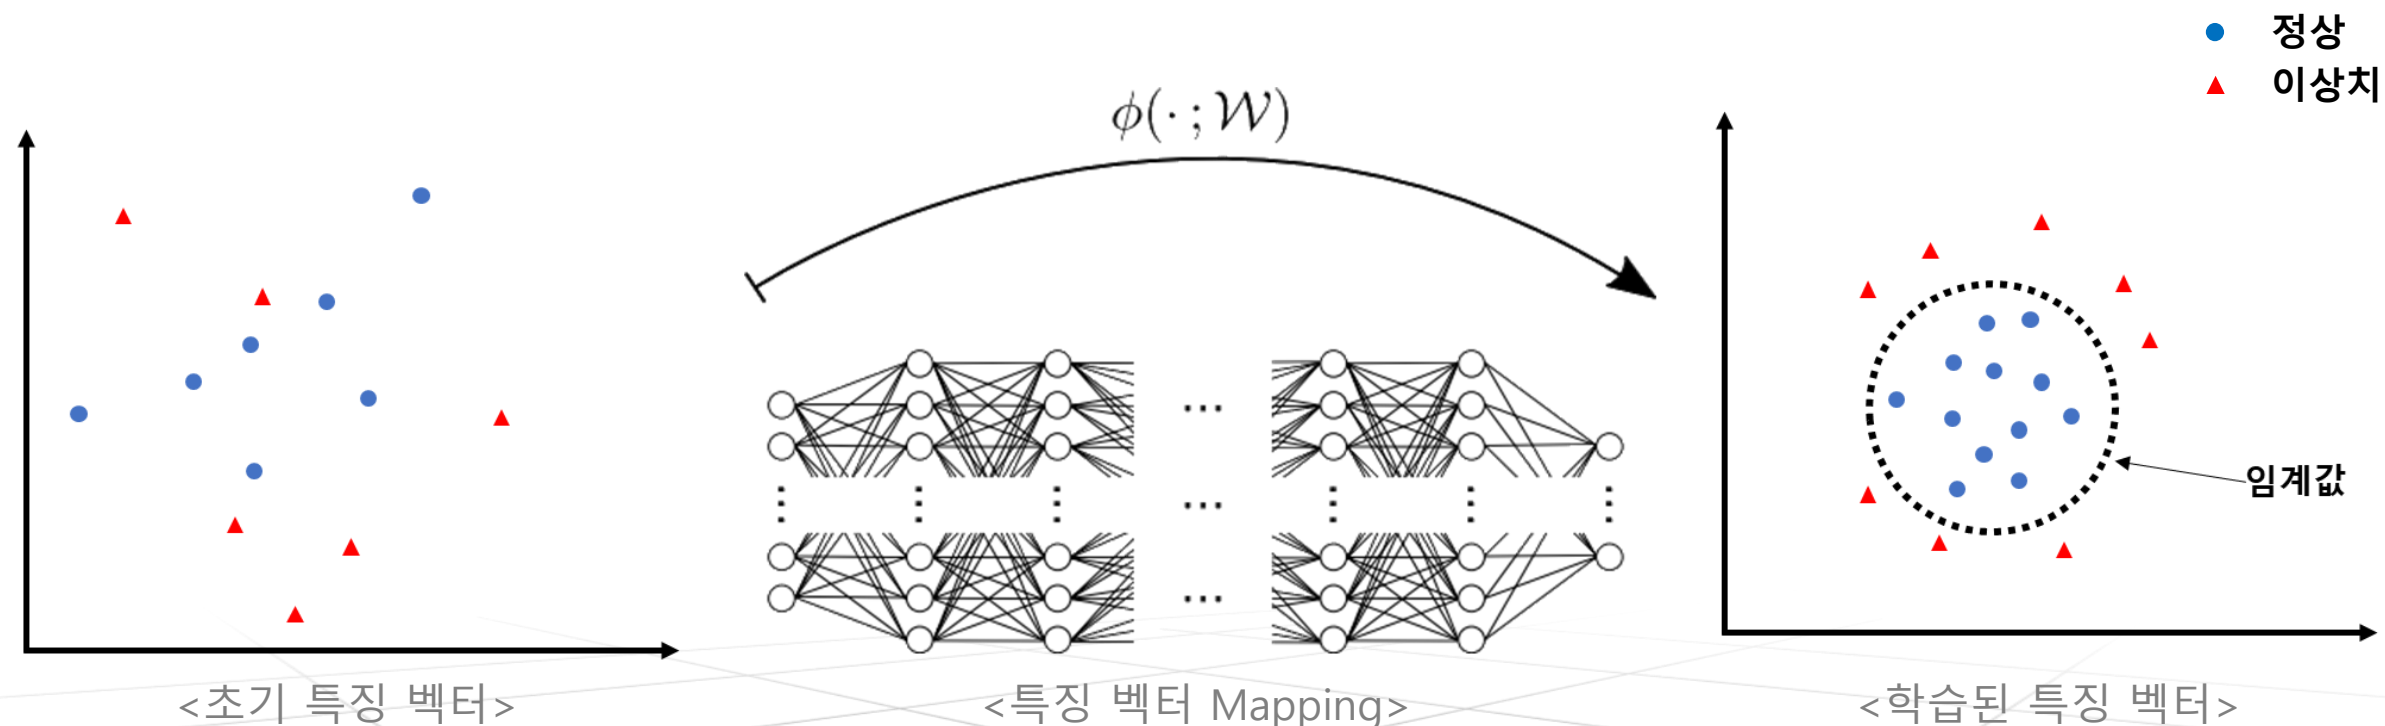 정상
이상치
ϕ(· ; 𝒲)
임계값
<초기 특징 벡터>
<특징 벡터 Mapping>
<학습된 특징 벡터>